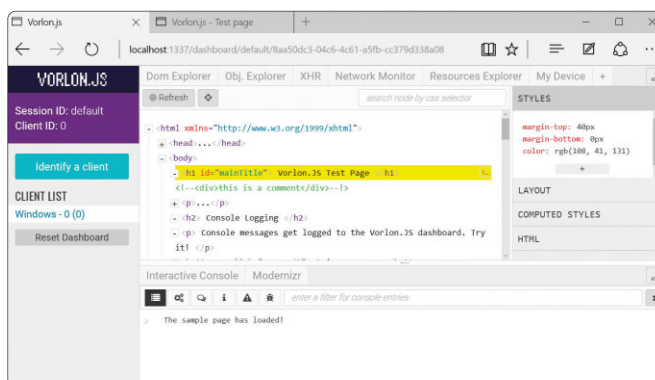 Vorlon.js
Vorlon.js - Test page
localhost:1337/dashboard/default/8aa50dc3-04c6-4c61-a5fb-cc379d338a08
VORLON.JS
Session ID: default
Client ID: 0
Identify a client
CLIENT LIST
Windows - 0 (0)
Reset Dashboard
Dom Explorer Obj. Explorer XHR Network Monitor Resources Explorer My Device +
Refresh
search node by css selector
- <html xmlns="http://www.w3.org/1999/xhtml">
+ <head>...</head>
- <body>
- <h1 id="mainTitle"> Vorlon.JS Test Page </h1>
<!--<div>this is a comment</div>--!>
+ <p>...</p>
- <h2> Console Logging </h2>
- <p> Console messages get logged to the Vorlon.JS dashboard. Try
it! </p>
STYLES
margin-top: 40px
margin-bottom: 0px
color: rgb(108, 41, 131)
+
LAYOUT
COMPUTED STYLES
HTML
Interactive Console Modernizr
enter a filter for console entries
> The sample page has loaded!